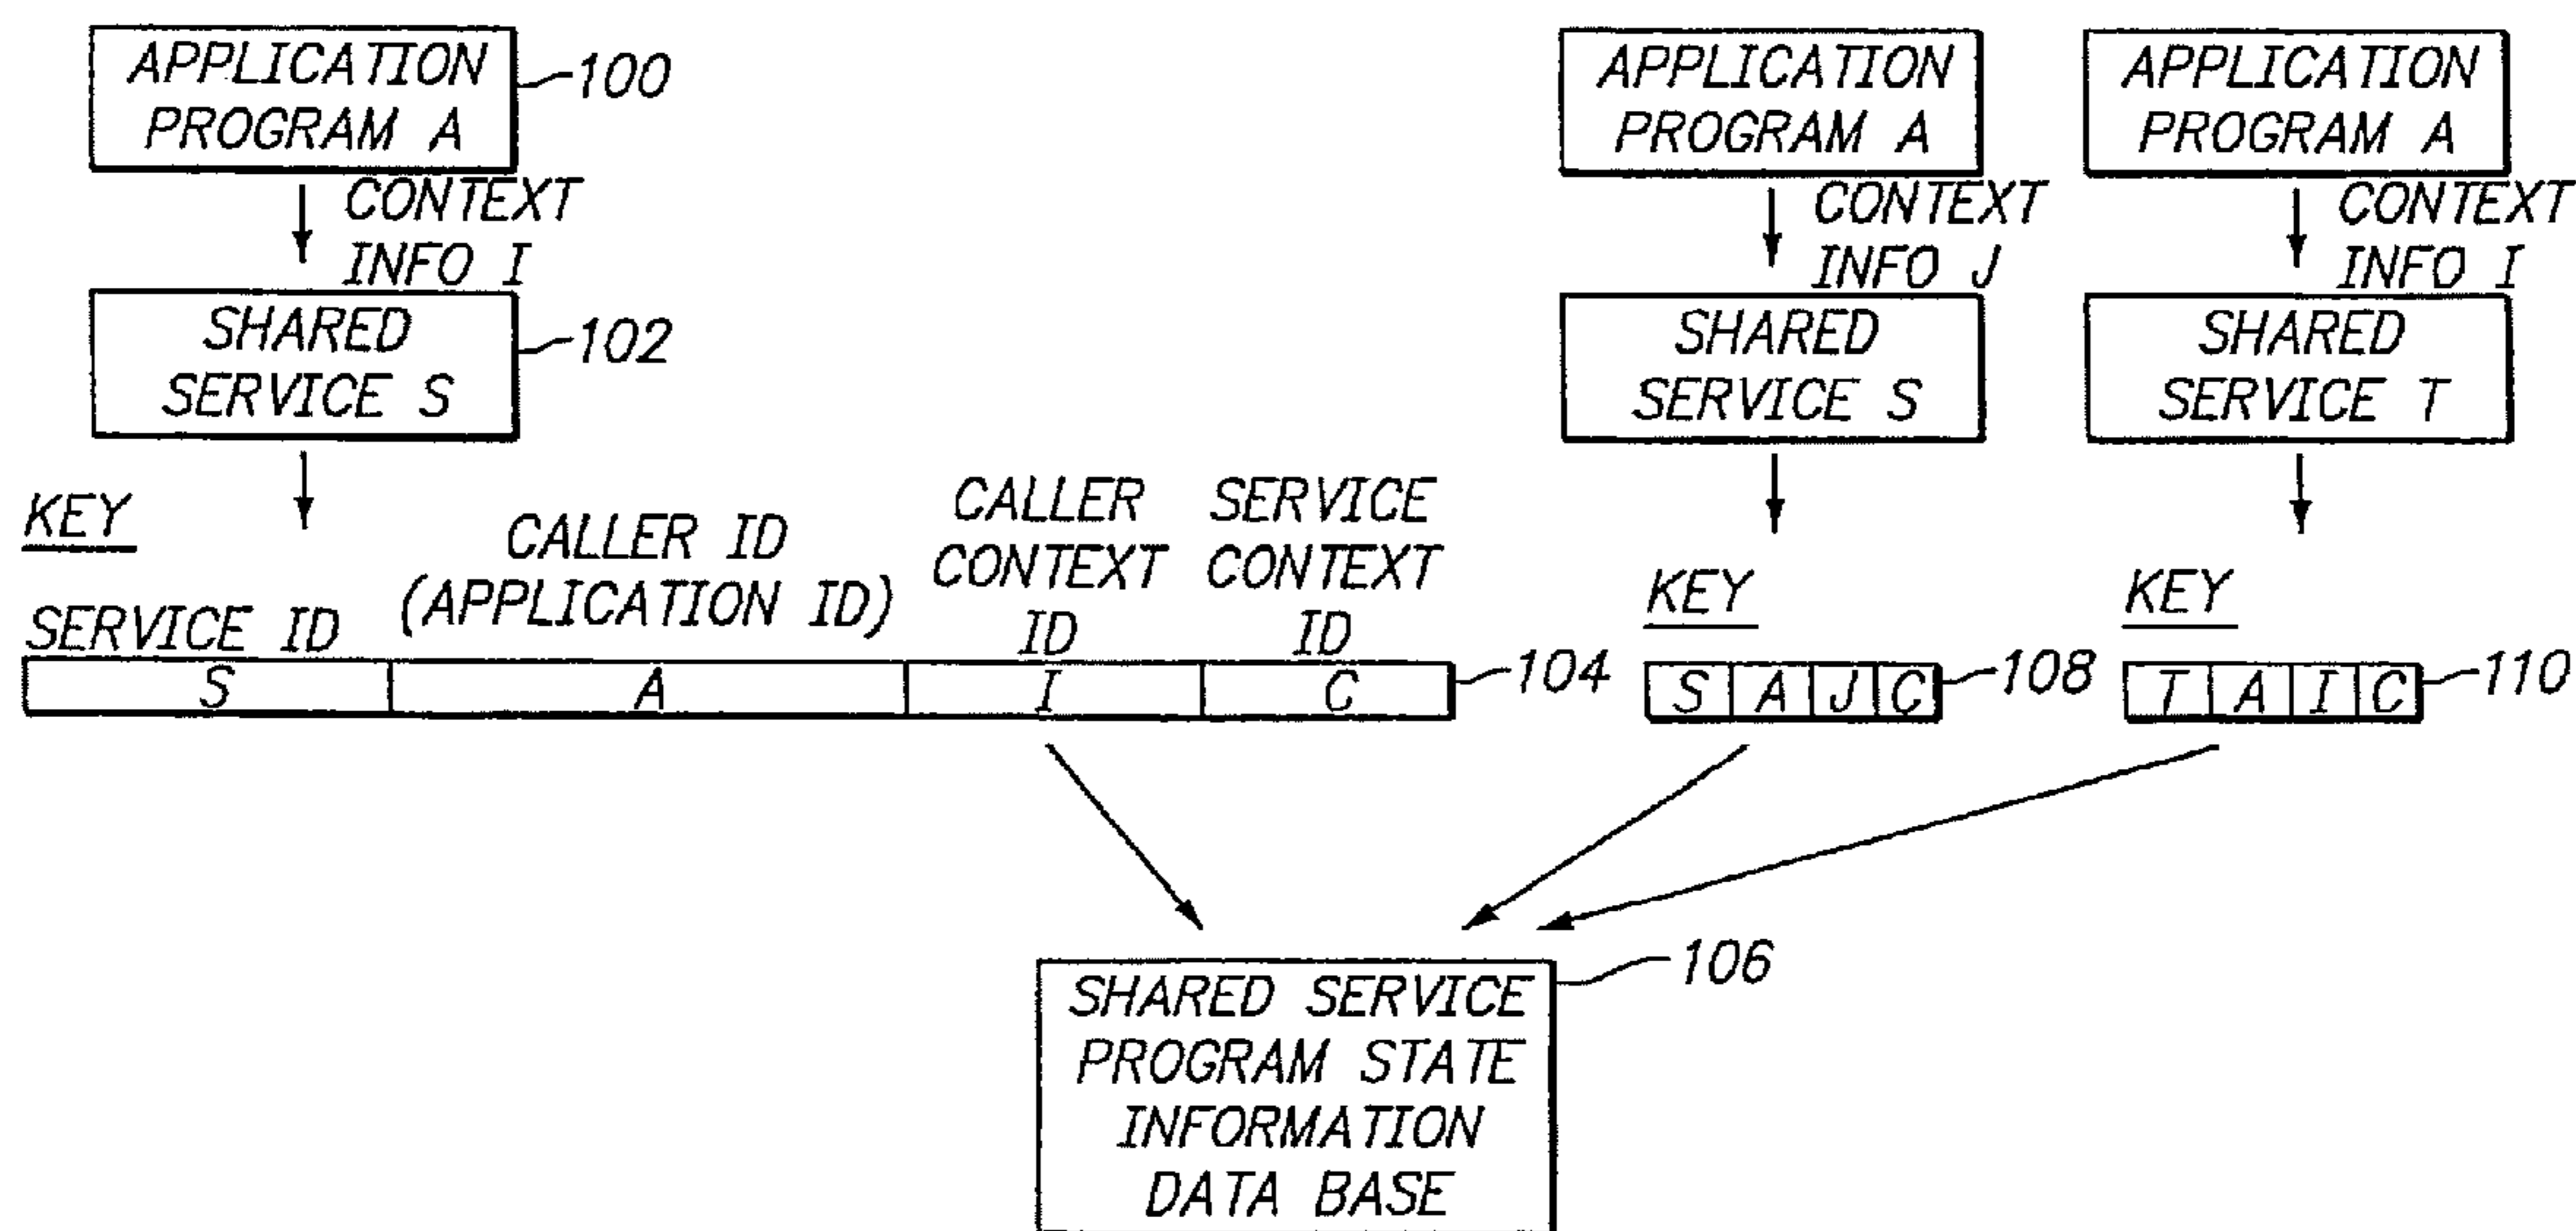 APPLICATION
PROGRAM A
100
CONTEXT
INFO I
SHARED
SERVICE S
102
APPLICATION
PROGRAM A
CONTEXT
INFO J
SHARED
SERVICE S
APPLICATION
PROGRAM A
CONTEXT
INFO I
SHARED
SERVICE T
KEY
SERVICE ID
CALLER ID
(APPLICATION ID)
CALLER
CONTEXT
ID
SERVICE
CONTEXT
ID
S A I C
104
KEY
S A J C
108
KEY
T A I C
110
SHARED SERVICE
PROGRAM STATE
INFORMATION
DATA BASE
106